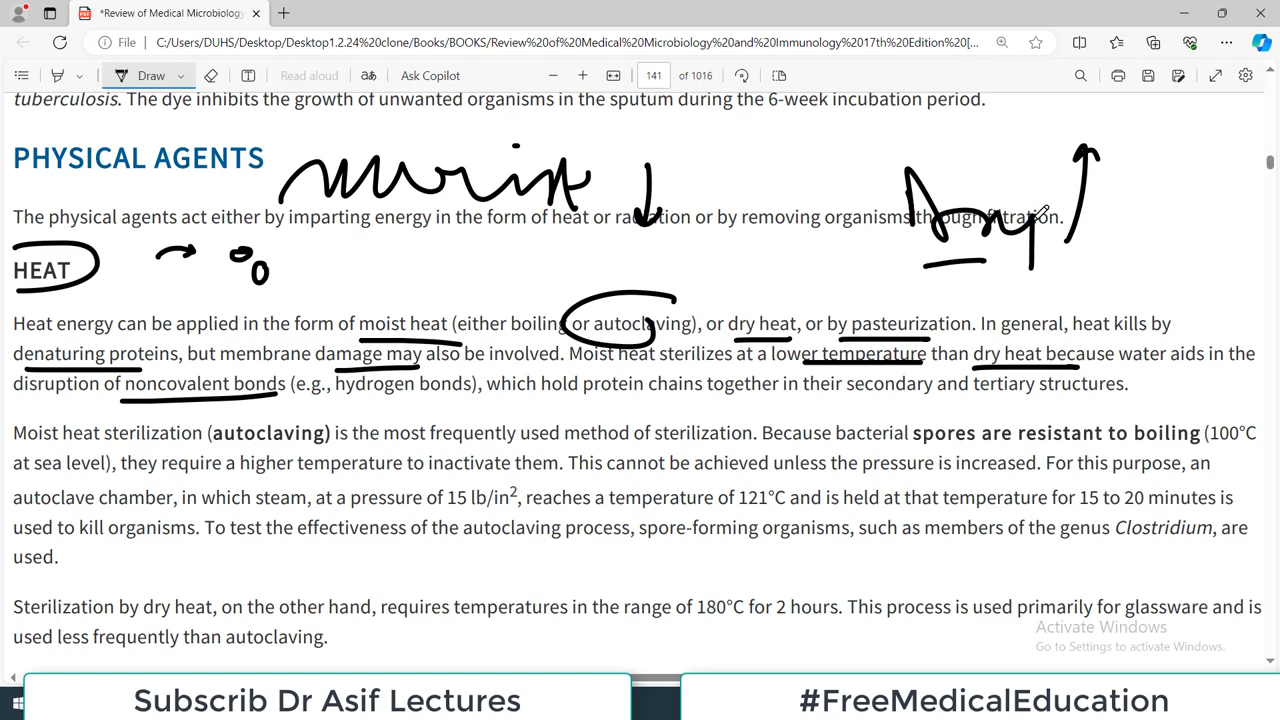 *Review of Medical Microbiology
File C:/Users/DUHS/Desktop/Desktop1.2.24%20clone/Books/BOOKS/Review%20of%20Medical%20Microbiology%20and%20Immunology%2017th%20Edition%20[...
Draw Read aloud Ask Copilot 141 of 1016
tuberculosis. The dye inhibits the growth of unwanted organisms in the sputum during the 6-week incubation period.
PHYSICAL AGENTS
Dry
The physical agents act either by imparting energy in the form of heat or radiation or by removing organisms through filtration.
HEAT
Heat energy can be applied in the form of moist heat (either boiling or autoclaving), or dry heat, or by pasteurization. In general, heat kills by
denaturing proteins, but membrane damage may also be involved. Moist heat sterilizes at a lower temperature than dry heat because water aids in the
disruption of noncovalent bonds (e.g., hydrogen bonds), which hold protein chains together in their secondary and tertiary structures.
Moist heat sterilization (autoclaving) is the most frequently used method of sterilization. Because bacterial spores are resistant to boiling (100°C
at sea level), they require a higher temperature to inactivate them. This cannot be achieved unless the pressure is increased. For this purpose, an
autoclave chamber, in which steam, at a pressure of 15 lb/in2, reaches a temperature of 121°C and is held at that temperature for 15 to 20 minutes is
used to kill organisms. To test the effectiveness of the autoclaving process, spore-forming organisms, such as members of the genus Clostridium, are
used.
Sterilization by dry heat, on the other hand, requires temperatures in the range of 180°C for 2 hours. This process is used primarily for glassware and is
used less frequently than autoclaving.
Activate Windows
Go to Settings to activate Windows.
Subscrib Dr Asif Lectures
#FreeMedicalEducation